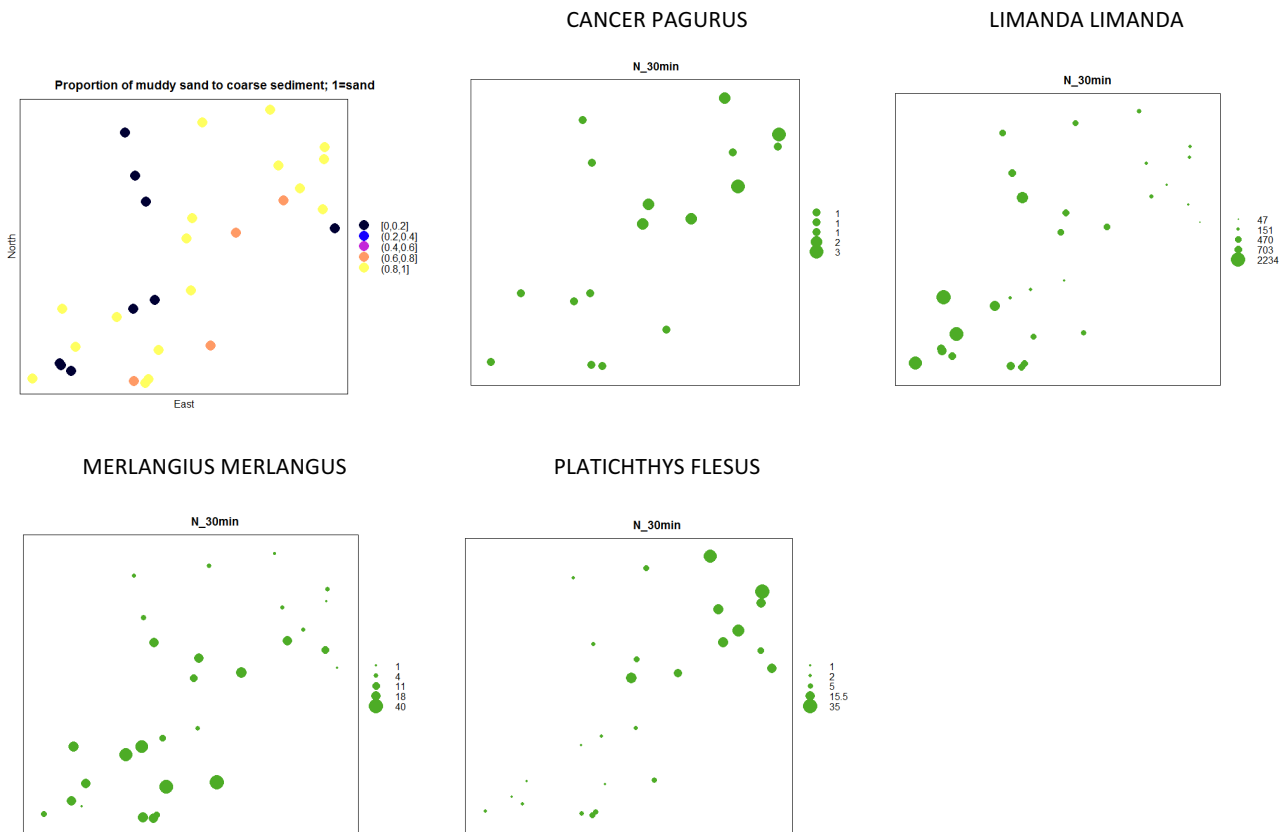 CANCER PAGURUS
LIMANDA LIMANDA
Proportion of muddy sand to coarse sediment; 1=sand
North
East
[0,0.2]
(0.2,0.4]
(0.4,0.6]
(0.6,0.8]
(0.8,1]
N_30min
1
1
1
2
3
N_30min
47
151
470
703
2234
MERLANGIUS MERLANGUS
PLATICHTHYS FLESUS
N_30min
1
4
11
18
40
N_30min
1
2
5
15.5
35